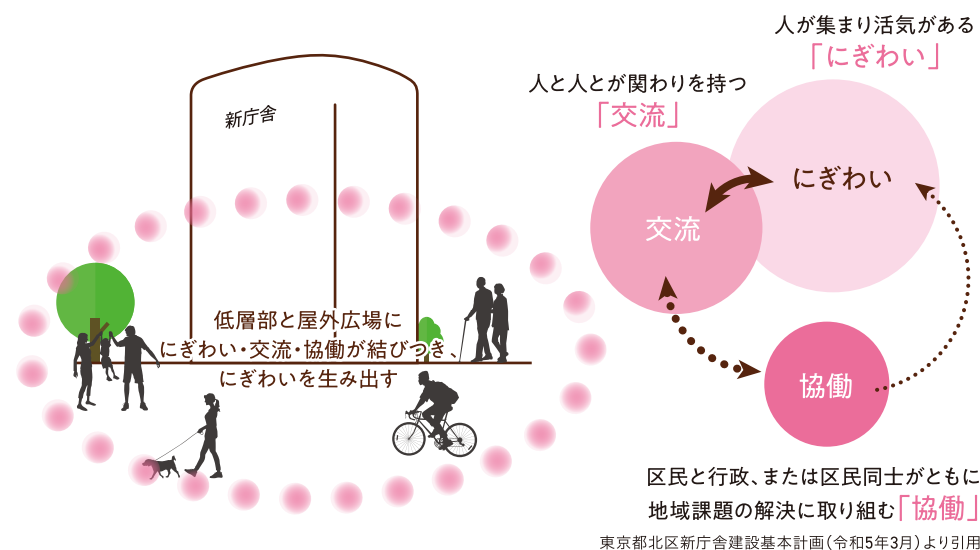 新庁舎
低層部と屋外広場に
にぎわい・交流・協働が結びつき、
にぎわいを生み出す
人が集まり活気がある
「にぎわい」
人と人とが関わりを持つ
「交流」
にぎわい
交流
協働
区民と行政、または区民同士がともに
地域課題の解決に取り組む「協働」
東京都北区新庁舎建設基本計画(令和5年3月)より引用